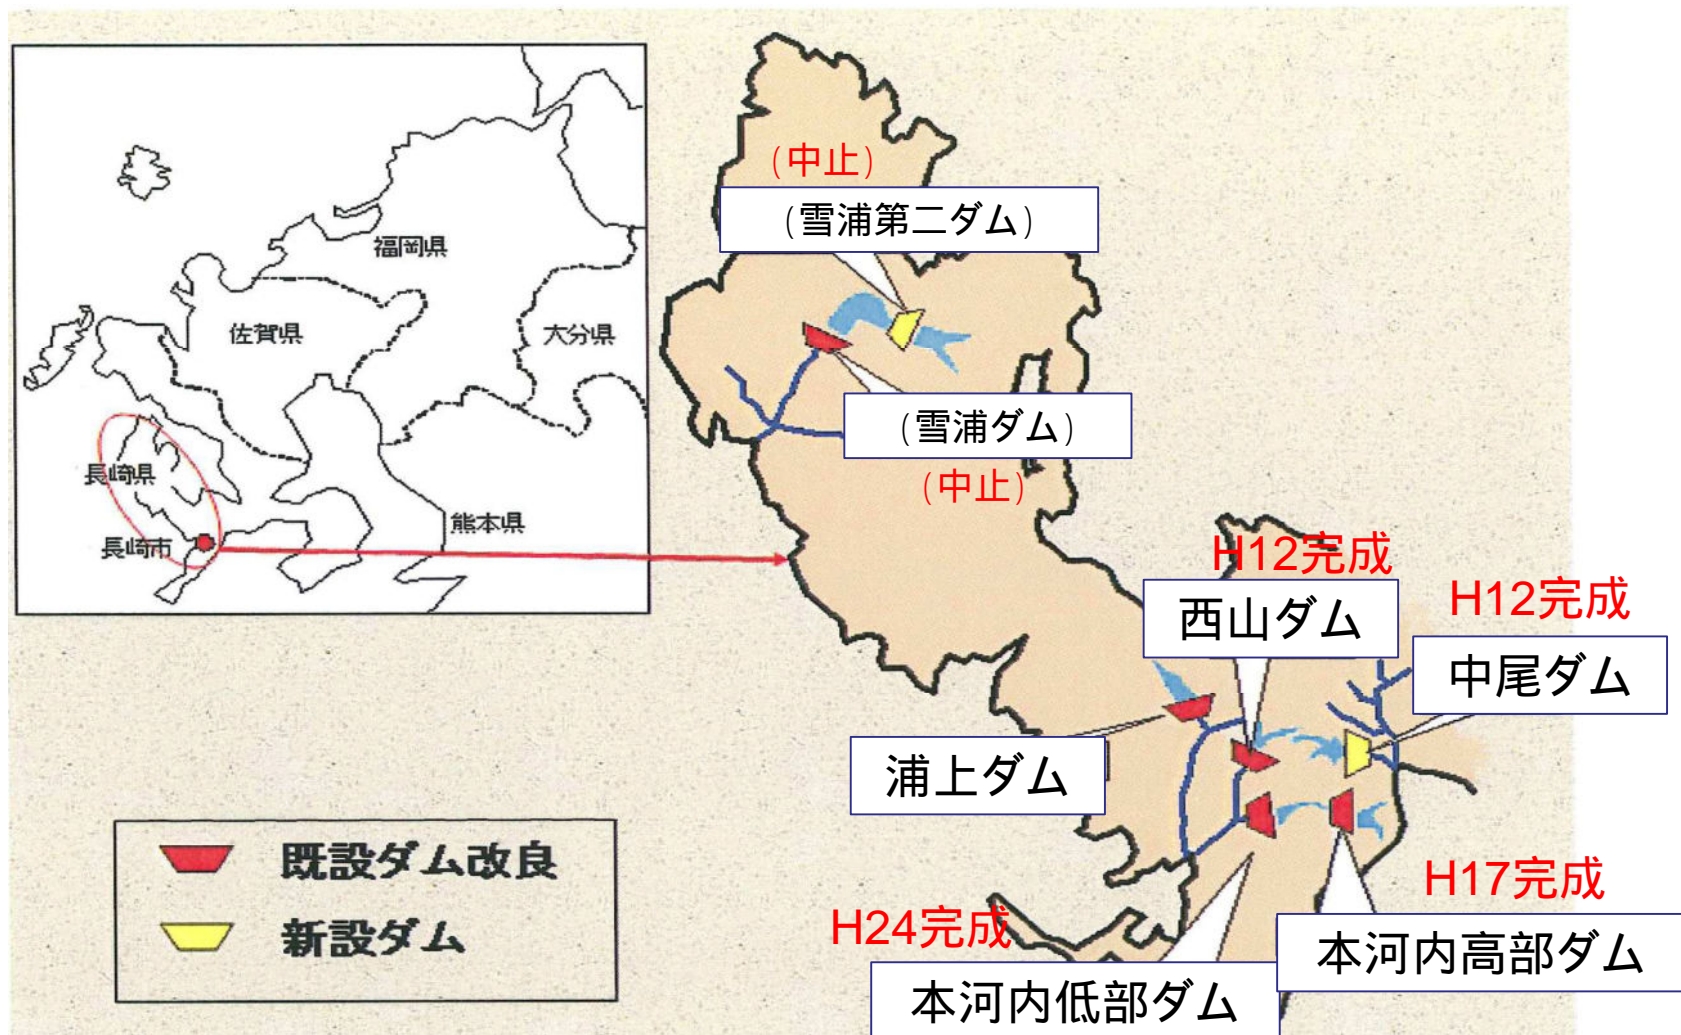 福岡県
佐賀県
大分県
長崎県
長崎市
熊本県
(中止)
(雪浦第二ダム)
(雪浦ダム)
(中止)
H12完成
西山ダム
H12完成
中尾ダム
浦上ダム
H17完成
本河内高部ダム
H24完成
本河内低部ダム
既設ダム改良
新設ダム